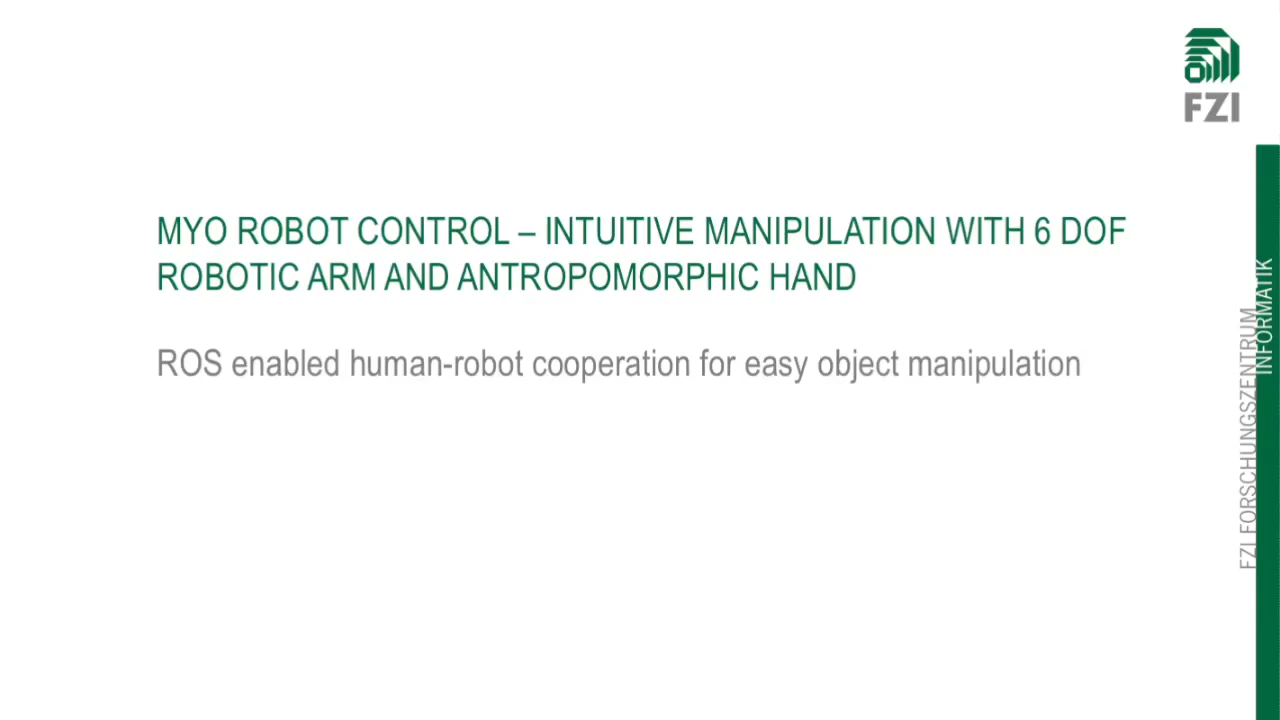 FZI
MYO ROBOT CONTROL – INTUITIVE MANIPULATION WITH 6 DOF
ROBOTIC ARM AND ANTROPOMORPHIC HAND
ROS enabled human-robot cooperation for easy object manipulation
FZI FORSCHUNGSZENTRUM
INFORMATIK